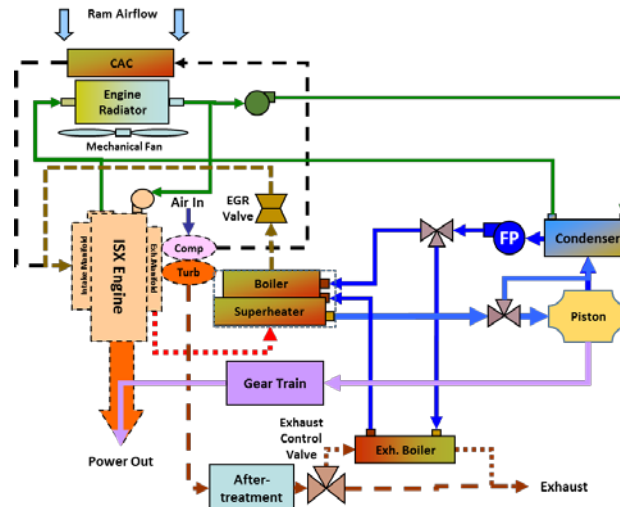 Ram Airflow
CAC
Engine
Radiator
Mechanical Fan
Air In
EGR
Valve
Intake Manifold
ISX Engine
Exh Manifold
Comp
Turb
FP
Condenser
Boiler
Superheater
Piston
Gear Train
Power Out
Exhaust
Control
Valve
Exh. Boiler
After-
treatment
Exhaust